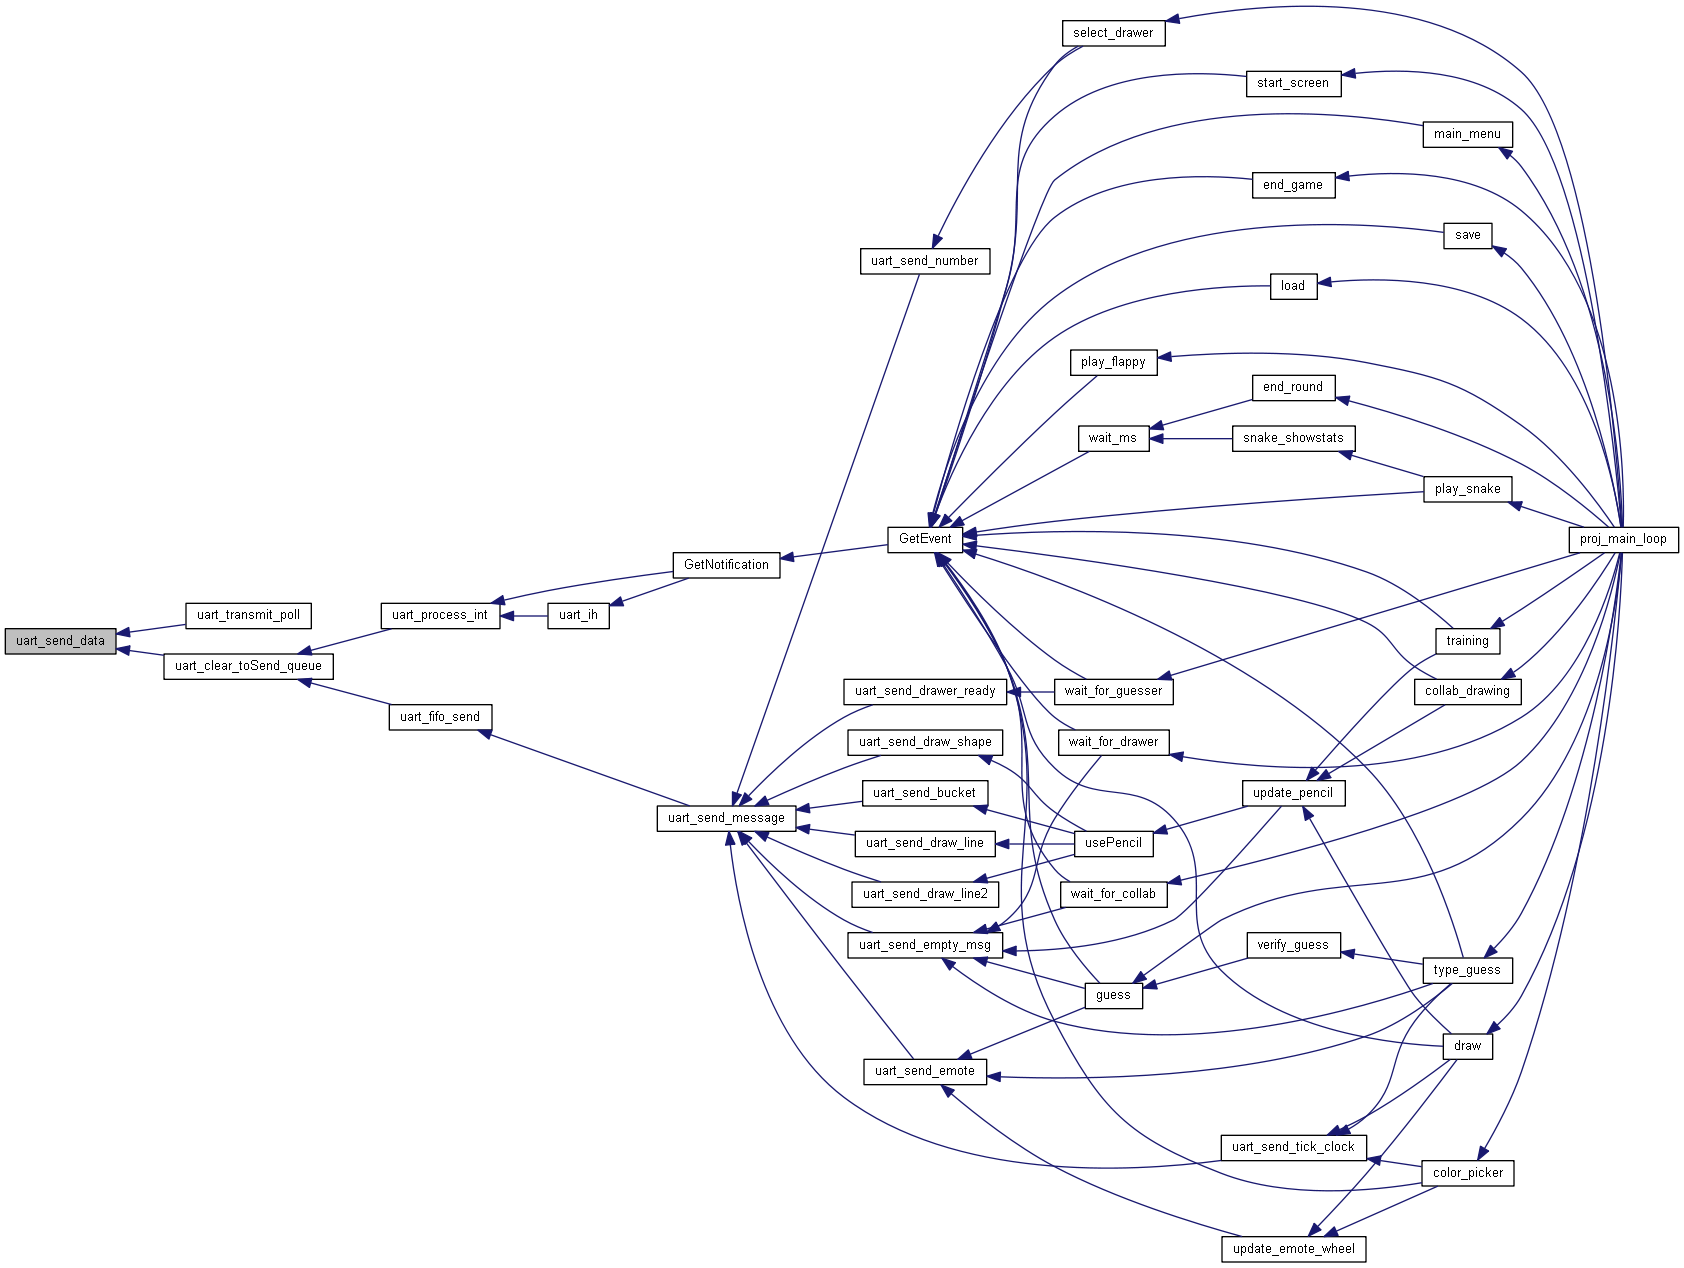 select_drawer
start_screen
main_menu
end_game
save
uart_send_number
load
play_flappy
end_round
wait_ms
snake_showstats
play_snake
GetEvent
proj_main_loop
GetNotification
uart_transmit_poll
uart_process_int
uart_ih
uart_send_data
training
uart_clear_toSend_queue
uart_send_drawer_ready
wait_for_guesser
collab_drawing
uart_fifo_send
uart_send_draw_shape
wait_for_drawer
uart_send_bucket
update_pencil
uart_send_message
uart_send_draw_line
usePencil
uart_send_draw_line2
wait_for_collab
uart_send_empty_msg
verify_guess
type_guess
guess
draw
uart_send_emote
uart_send_tick_clock
color_picker
update_emote_wheel